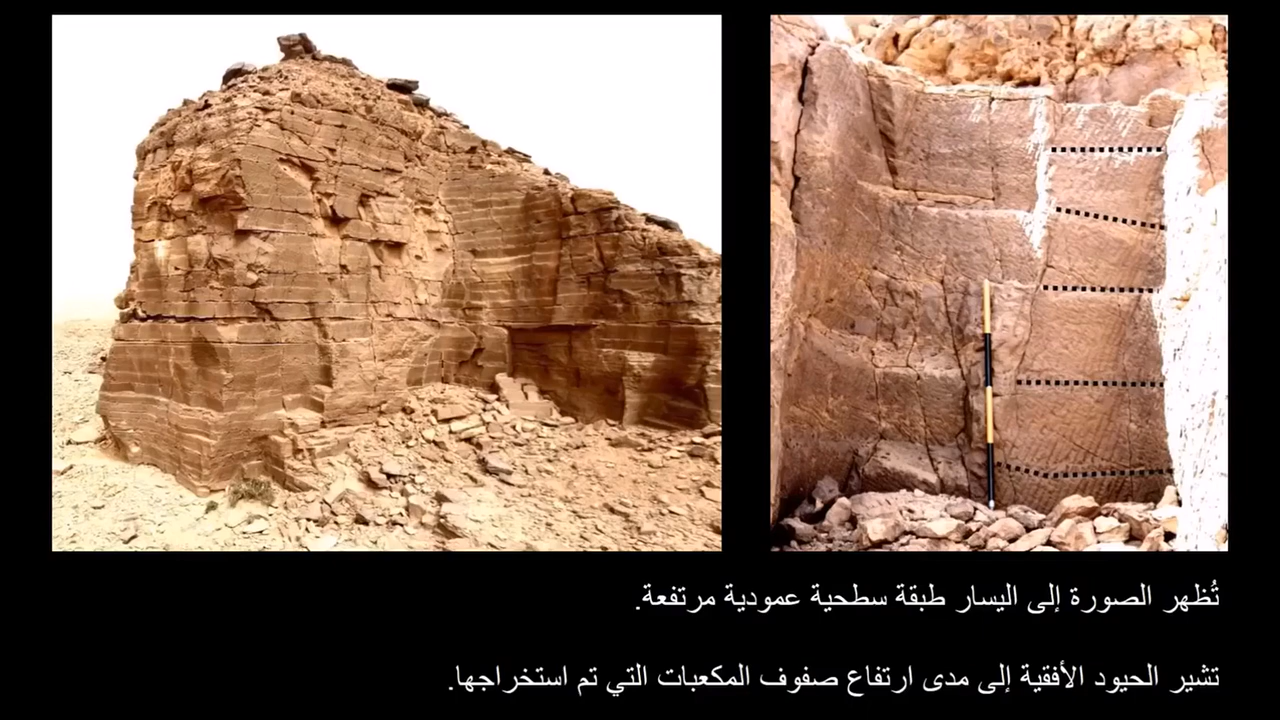 تُظهر الصورة إلى اليسار طبقة سطحية عمودية مرتفعة.
تشير الحيود الأفقية إلى مدى ارتفاع صفوف المكعبات التي تم استخراجها.